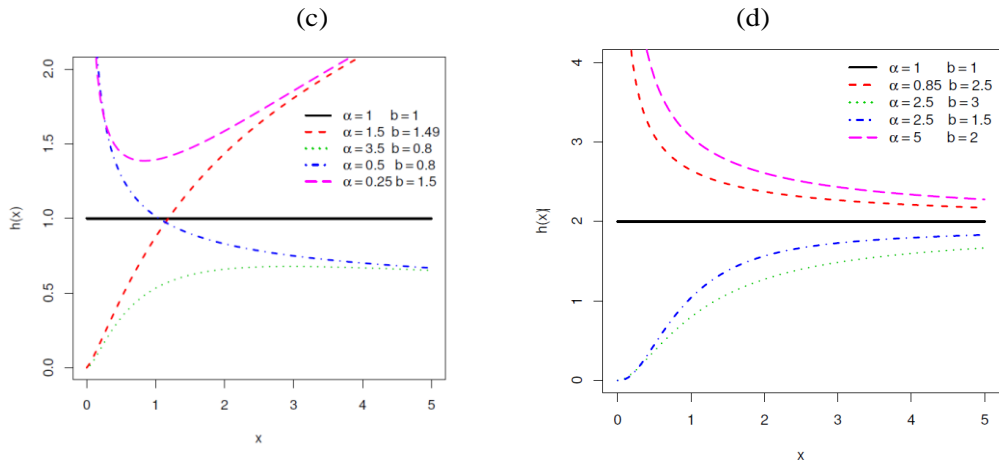 (c)
2.0
1.5
1.0
0.5
0.0
h(x)
α = 1 b = 1
α = 1.5 b = 1.49
α = 3.5 b = 0.8
α = 0.5 b = 0.8
α = 0.25 b = 1.5
0 1 2 3 4 5
x
(d)
4
3
2
1
0
h(x)
α = 1 b = 1
α = 0.85 b = 2.5
α = 2.5 b = 3
α = 2.5 b = 1.5
α = 5 b = 2
0 1 2 3 4 5
x